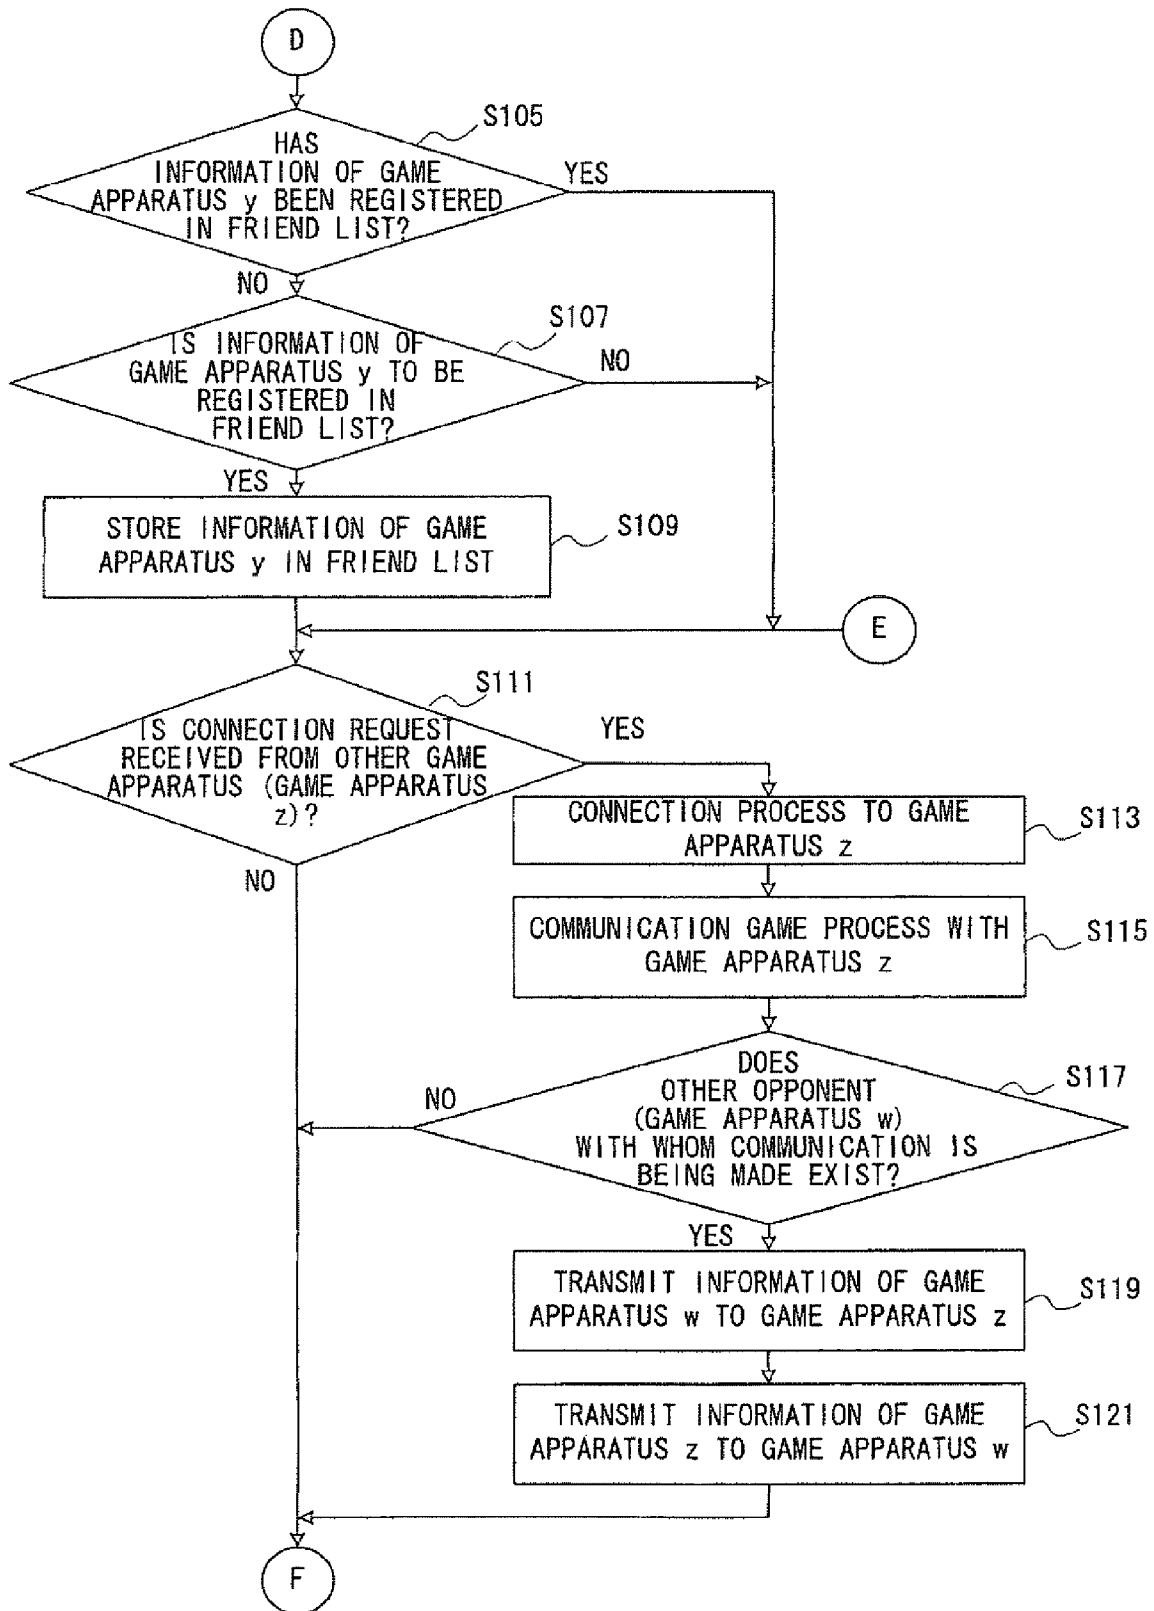 D
S105
HAS
INFORMATION OF GAME
APPARATUS y BEEN REGISTERED
IN FRIEND LIST?
YES
NO
S107
IS INFORMATION OF
GAME APPARATUS y TO BE
REGISTERED IN
FRIEND LIST?
NO
YES
STORE INFORMATION OF GAME
APPARATUS y IN FRIEND LIST
S109
E
S111
IS CONNECTION REQUEST
RECEIVED FROM OTHER GAME
APPARATUS (GAME APPARATUS
z)?
YES
NO
CONNECTION PROCESS TO GAME
APPARATUS z
S113
COMMUNICATION GAME PROCESS WITH
GAME APPARATUS z
S115
DOES
OTHER OPPONENT
(GAME APPARATUS w)
WITH WHOM COMMUNICATION IS
BEING MADE EXIST?
S117
NO
YES
TRANSMIT INFORMATION OF GAME
APPARATUS w TO GAME APPARATUS z
S119
TRANSMIT INFORMATION OF GAME
APPARATUS z TO GAME APPARATUS w
S121
F